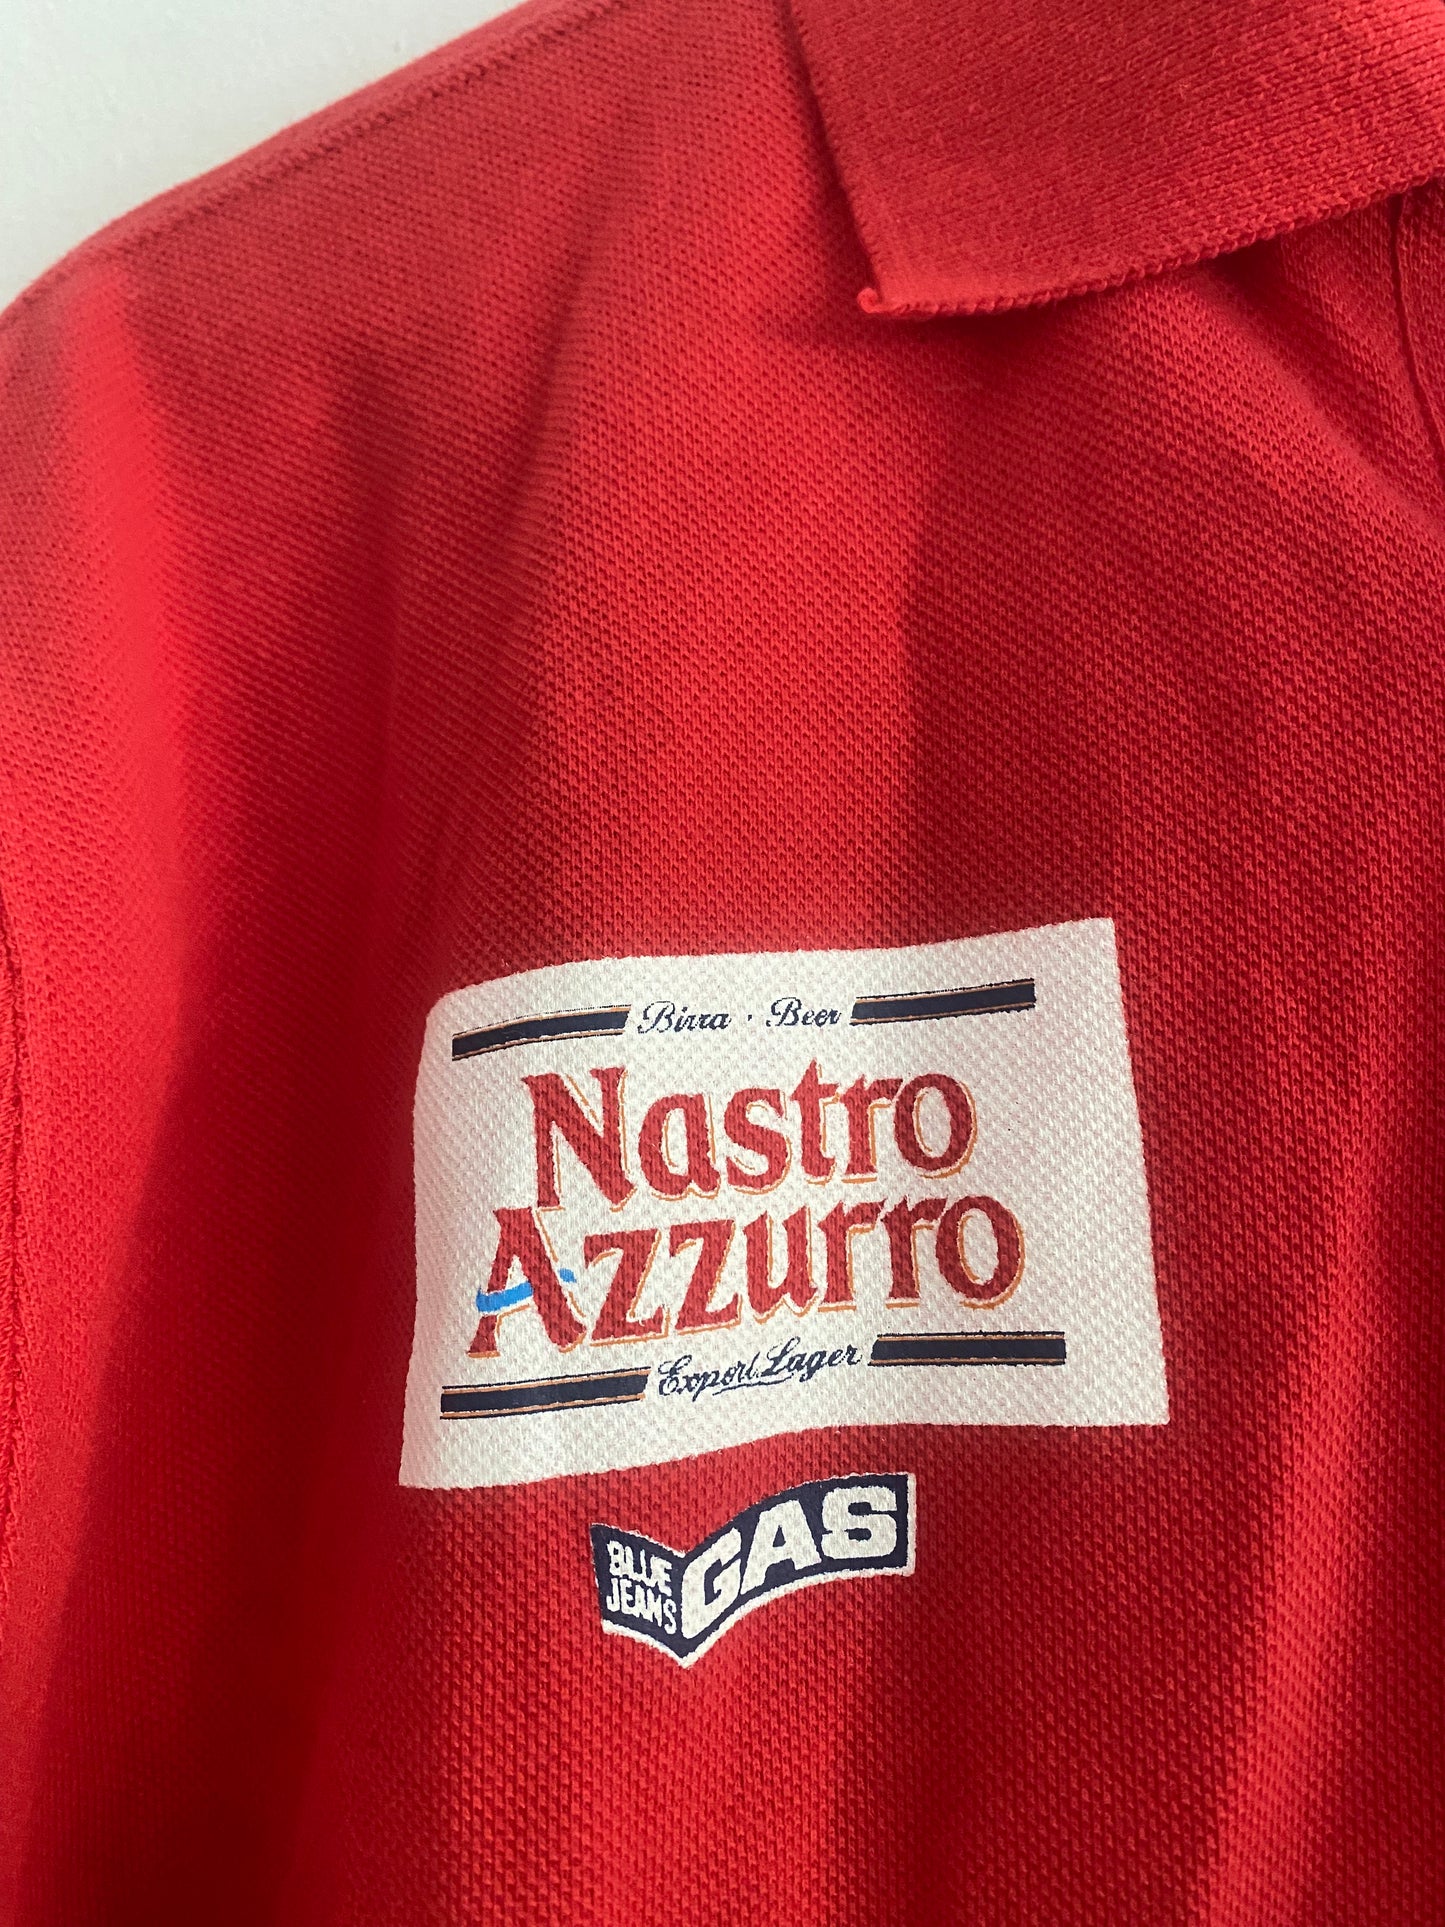 Birra · Beer
Nastro
Azzurro
Export Lager
BLUE
JEANS
GAS